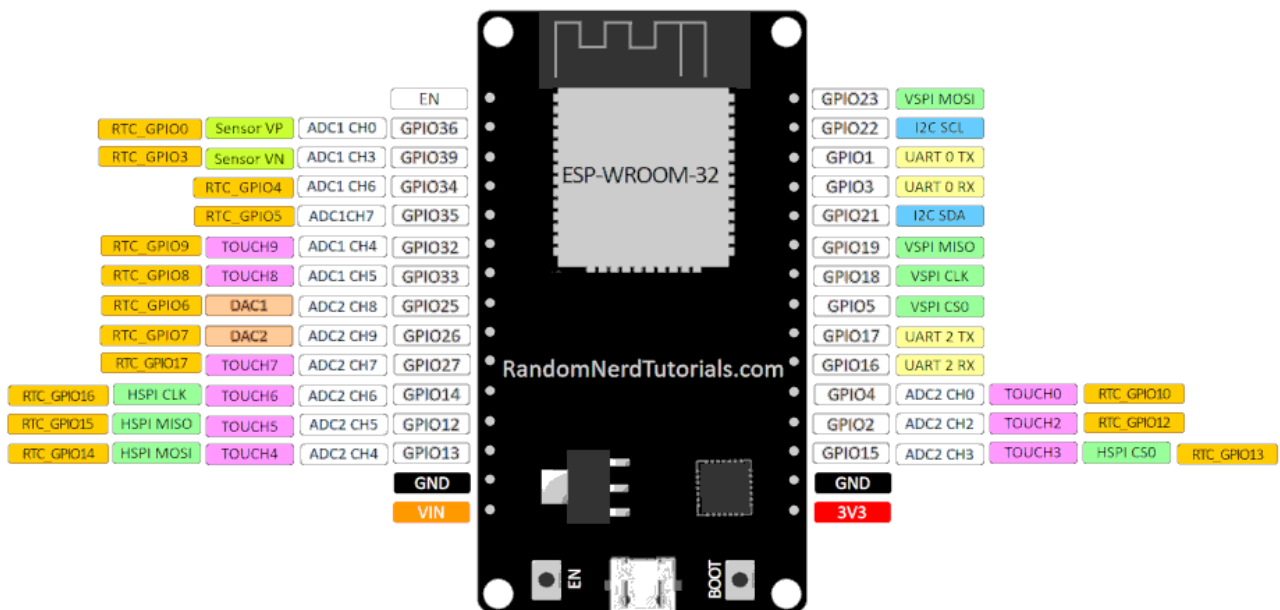 EN GPIO23 VSPI MOSI
RTC_GPIO0 Sensor VP ADC1 CH0 GPIO36 GPIO22 I2C SCL
RTC_GPIO3 Sensor VN ADC1 CH3 GPIO39 GPIO1 UART 0 TX
RTC_GPIO4 ADC1 CH6 GPIO34 ESP-WROOM-32 GPIO3 UART 0 RX
RTC_GPIO5 ADC1CH7 GPIO35 GPIO21 I2C SDA
RTC_GPIO9 TOUCH9 ADC1 CH4 GPIO32 GPIO19 VSPI MISO
RTC_GPIO8 TOUCH8 ADC1 CH5 GPIO33 GPIO18 VSPI CLK
RTC_GPIO6 DAC1 ADC2 CH8 GPIO25 GPIO5 VSPI CS0
RTC_GPIO7 DAC2 ADC2 CH9 GPIO26 GPIO17 UART 2 TX
RTC_GPIO17 TOUCH7 ADC2 CH7 GPIO27 RandomNerdTutorials.com GPIO16 UART 2 RX
RTC_GPIO16 HSPI CLK TOUCH6 ADC2 CH6 GPIO14 GPIO4 ADC2 CH0 TOUCH0 RTC_GPIO10
RTC_GPIO15 HSPI MISO TOUCH5 ADC2 CH5 GPIO12 GPIO2 ADC2 CH2 TOUCH2 RTC_GPIO12
RTC_GPIO14 HSPI MOSI TOUCH4 ADC2 CH4 GPIO13 GPIO15 ADC2 CH3 TOUCH3 HSPI CS0 RTC_GPIO13
GND GND
VIN 3V3
EN BOOT